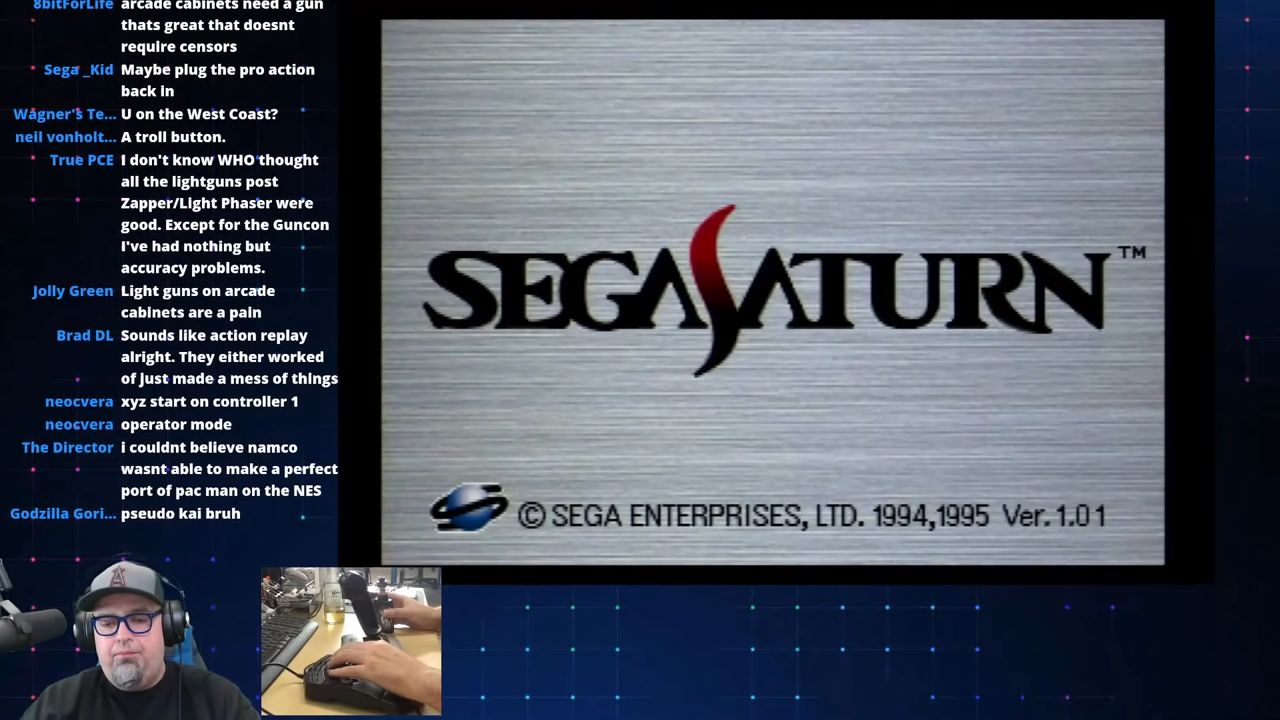 8bitForLife arcade cabinets need a gun
thats great that doesnt
require censors
Sega _Kid Maybe plug the pro action
back in
Wagner's Te... U on the West Coast?
neil vonholt... A troll button.
True PCE I don't know WHO thought
all the lightguns post
Zapper/Light Phaser were
good. Except for the Guncon
I've had nothing but
accuracy problems.
Jolly Green Light guns on arcade
cabinets are a pain
Brad DL Sounds like action replay
alright. They either worked
of just made a mess of things
neocvera xyz start on controller 1
neocvera operator mode
The Director i couldnt believe namco
wasnt able to make a perfect
port of pac man on the NES
Godzilla Gori... pseudo kai bruh
SEGA SATURN TM
© SEGA ENTERPRISES, LTD. 1994,1995 Ver. 1.01
A